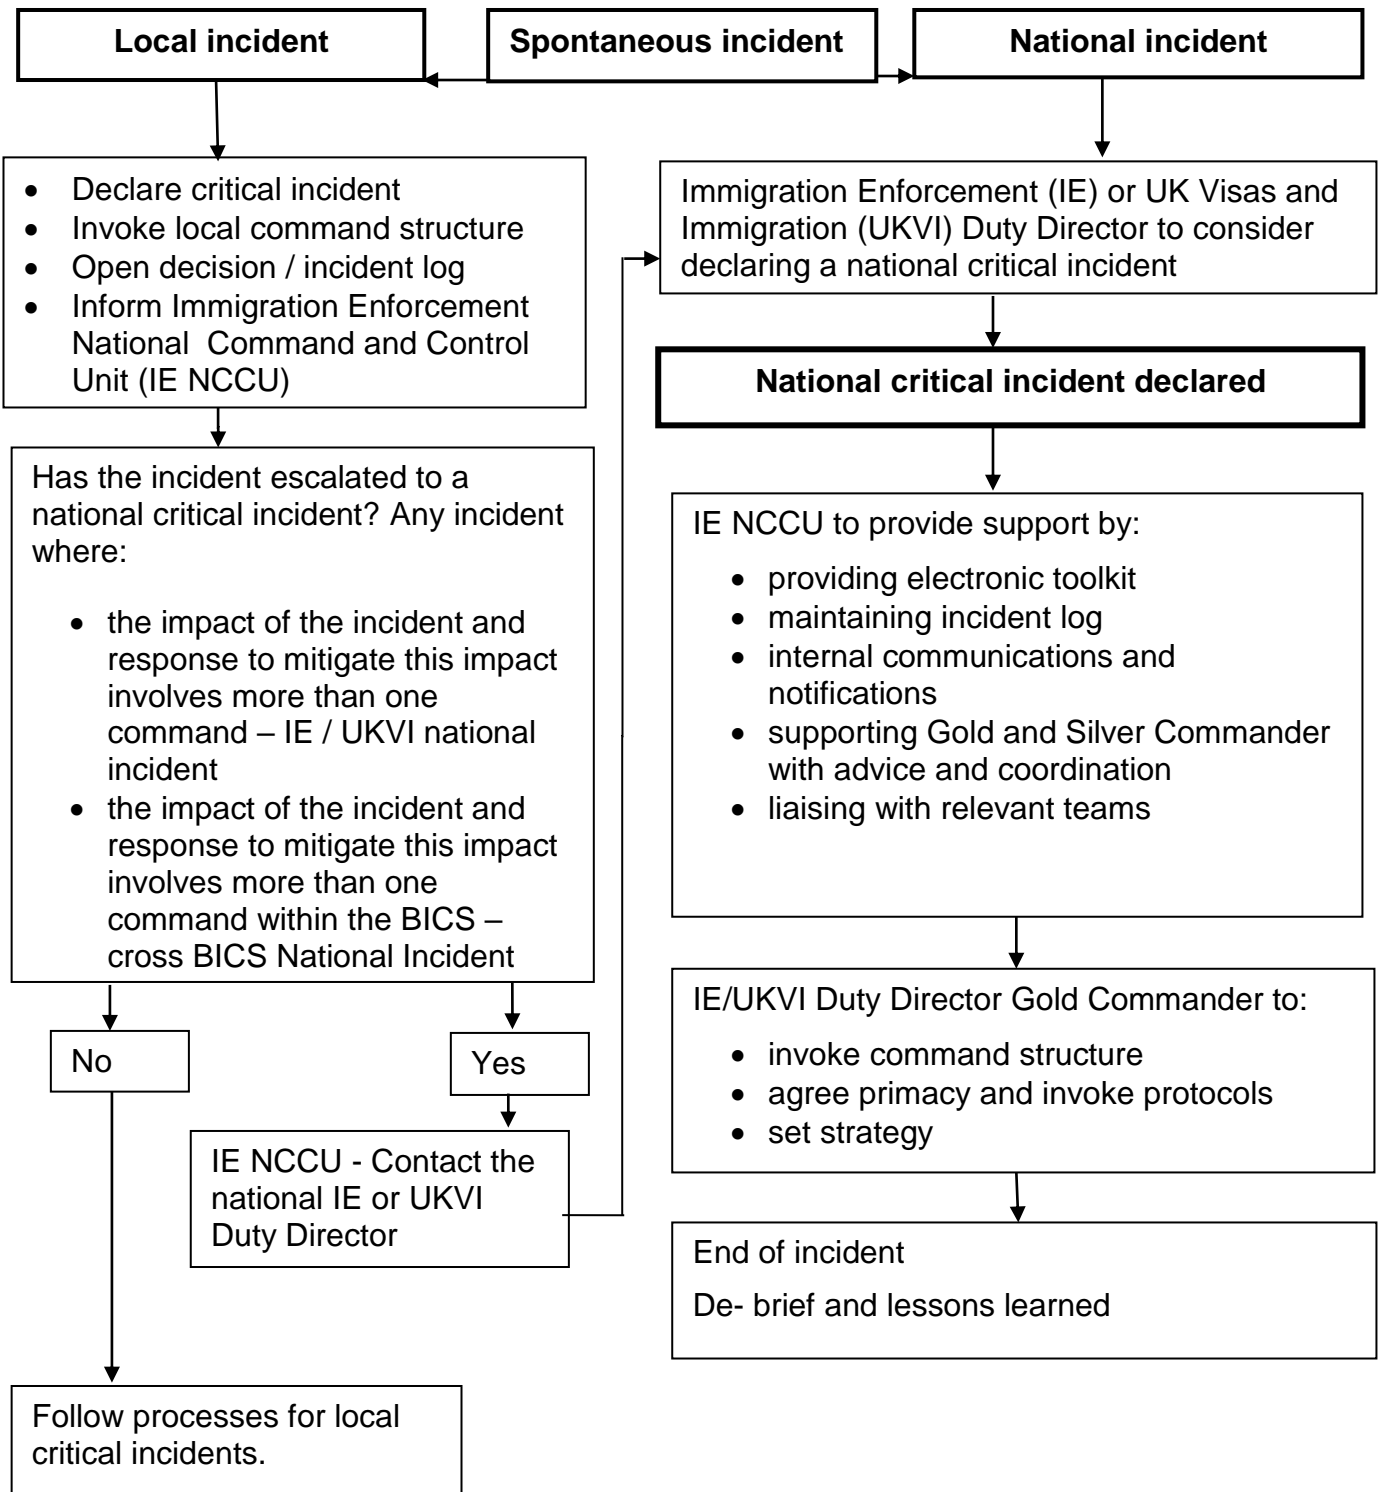 Local incident
Spontaneous incident
National incident
• Declare critical incident
• Invoke local command structure
• Open decision / incident log
• Inform Immigration Enforcement
National Command and Control
Unit (IE NCCU)
Has the incident escalated to a
national critical incident? Any incident
where:
• the impact of the incident and
response to mitigate this impact
involves more than one
command – IE / UKVI national
incident
• the impact of the incident and
response to mitigate this impact
involves more than one
command within the BICS –
cross BICS National Incident
No
Yes
IE NCCU - Contact the
national IE or UKVI
Duty Director
Follow processes for local
critical incidents.
Immigration Enforcement (IE) or UK Visas and
Immigration (UKVI) Duty Director to consider
declaring a national critical incident
National critical incident declared
IE NCCU to provide support by:
• providing electronic toolkit
• maintaining incident log
• internal communications and
notifications
• supporting Gold and Silver Commander
with advice and coordination
• liaising with relevant teams
IE/UKVI Duty Director Gold Commander to:
• invoke command structure
• agree primacy and invoke protocols
• set strategy
End of incident
De- brief and lessons learned